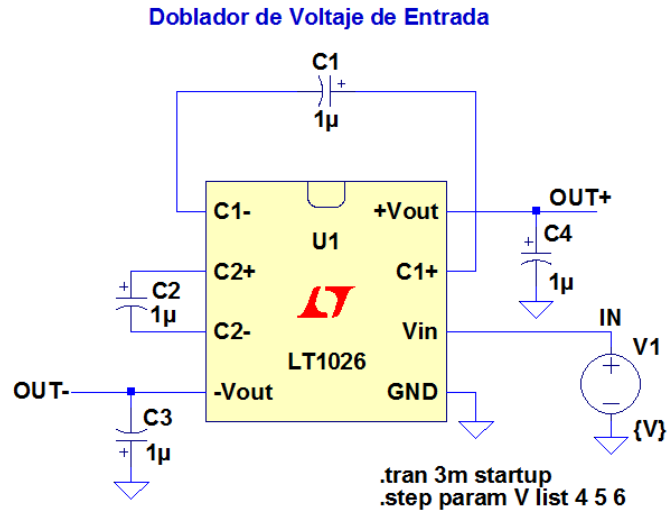 Doblador de Voltaje de Entrada
C1
+
1µ
C1-
+Vout
OUT+
U1
C2+
C1+
+
C4
1µ
+
C2
1µ
C2-
Vin
IN
LT1026
V1
OUT-
-Vout
GND
+
–
{V}
C3
1µ
+
.tran 3m startup
.step param V list 4 5 6